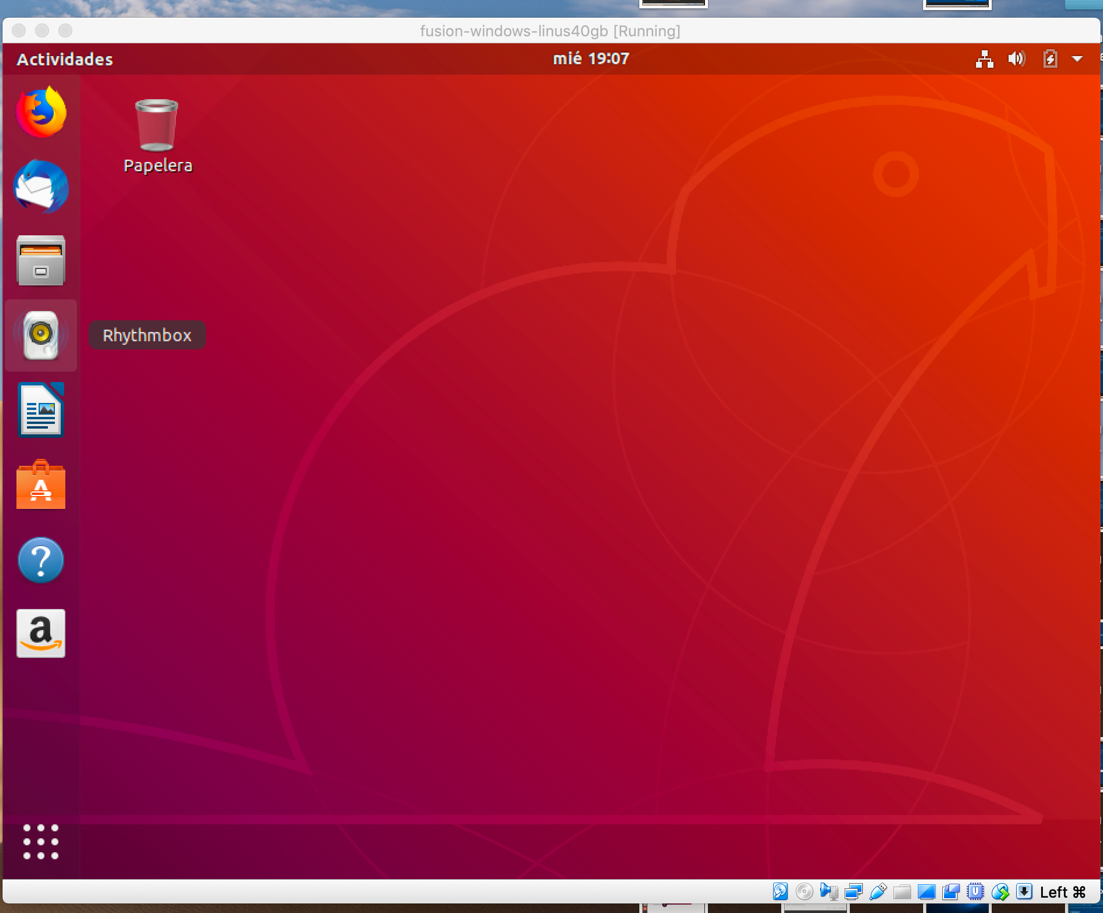 fusion-windows-linus40gb [Running]
Actividades
mié 19:07
Papelera
Rhythmbox
Left ⌘